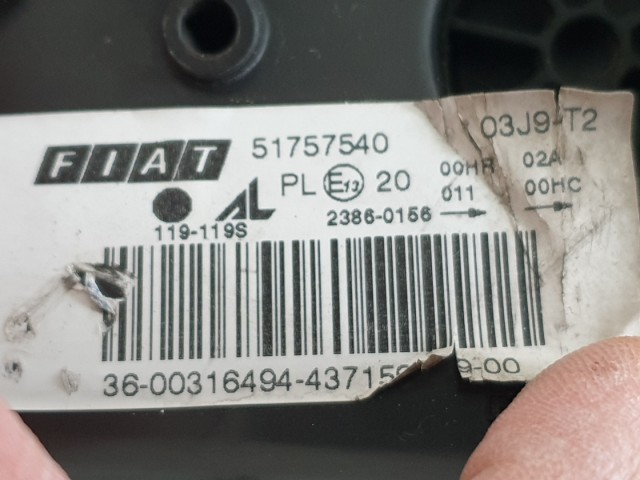 FIAT 51757540 03J9-T2
AL PL E13 20 00HR 02A
011 00HC
119-119S 2386-0156
36-00316494-43715 9-00